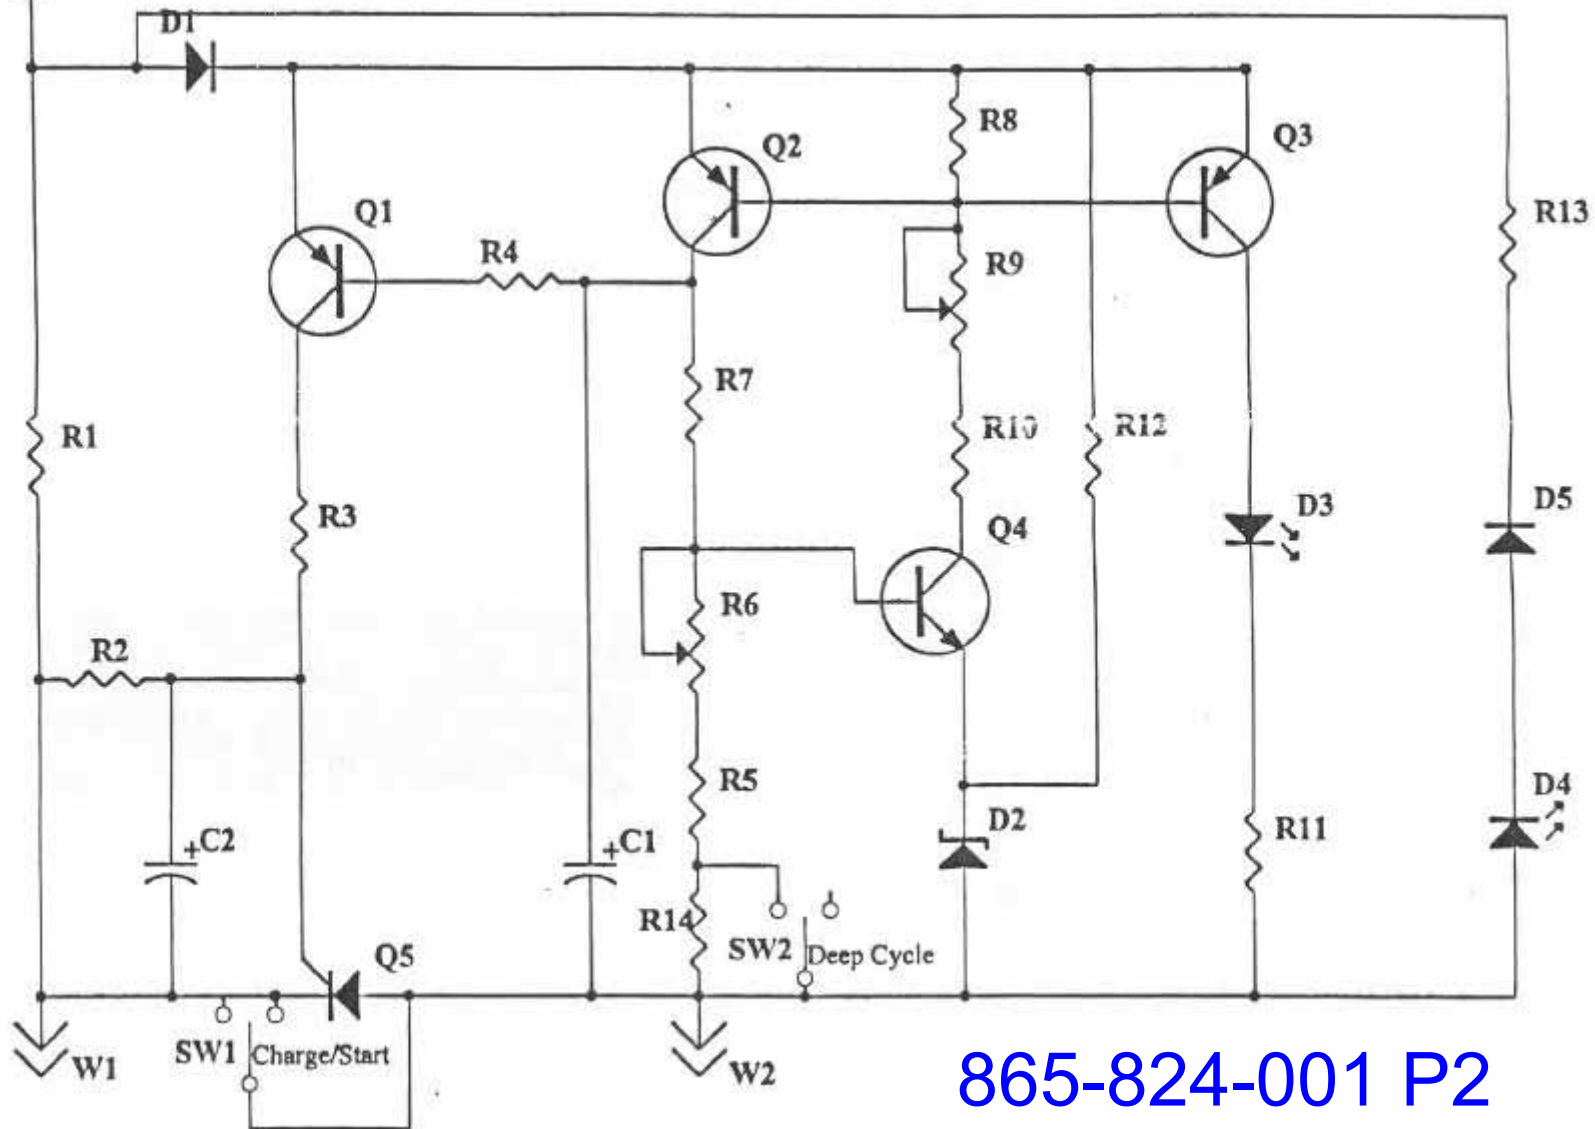 D1
R8
Q2
Q3
Q1
R4
R9
R13
R7
R1
R10
R12
R3
D3
D5
Q4
R6
R2
R5
D2
D4
R11
+C2
+C1
R14
SW2 Deep Cycle
Q5
SW1 Charge/Start
W1
W2
865-824-001 P2